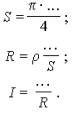 S = π · ... / 4 ;
R = ρ ... / S ;
I = ... / R .